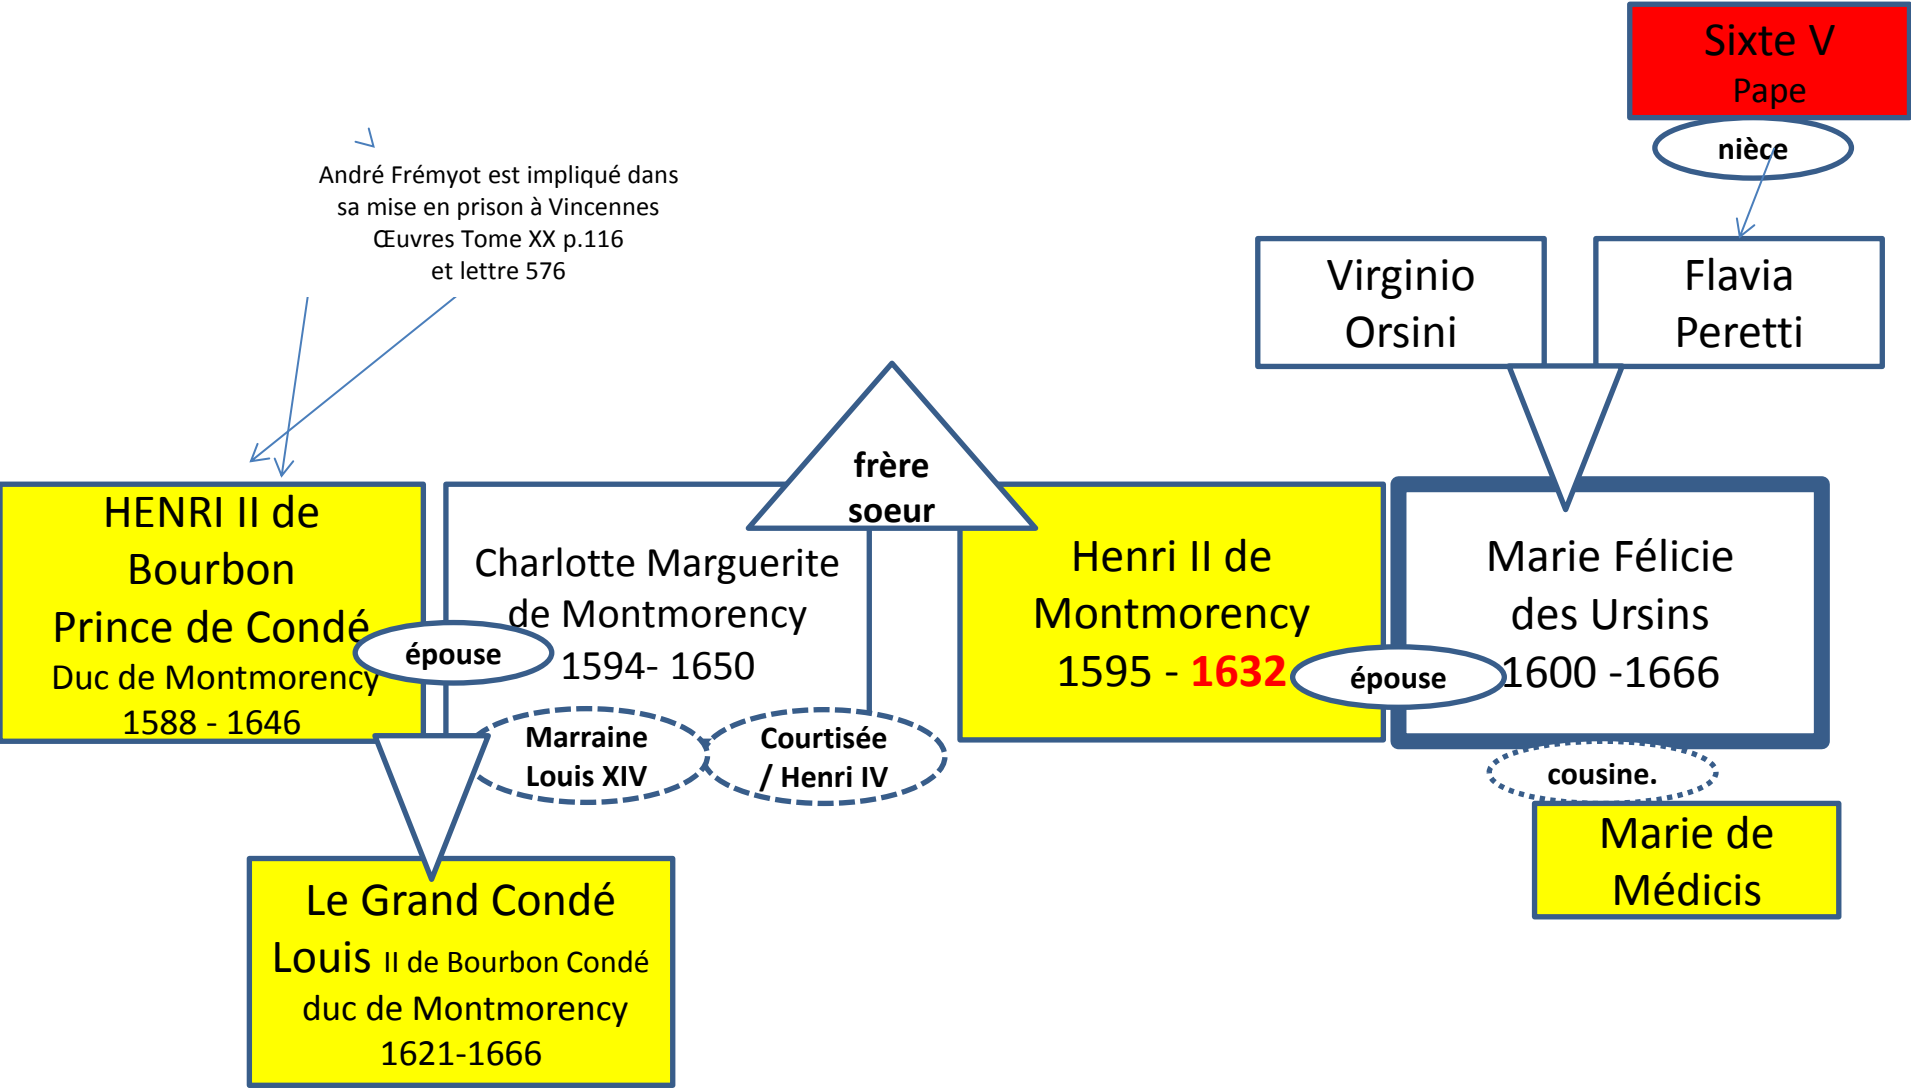 Sixte V
Pape
nièce
André Frémyot est impliqué dans
sa mise en prison à Vincennes
Œuvres Tome XX p.116
et lettre 576
Virginio
Orsini
Flavia
Peretti
frère
soeur
HENRI II de
Bourbon
Prince de Condé
Duc de Montmorency
1588 - 1646
épouse
Charlotte Marguerite
de Montmorency
1594- 1650
Henri II de
Montmorency
1595 - 1632
épouse
Marie Félicie
des Ursins
1600 -1666
Marraine
Louis XIV
Courtisée
/ Henri IV
cousine.
Marie de
Médicis
Le Grand Condé
Louis II de Bourbon Condé
duc de Montmorency
1621-1666